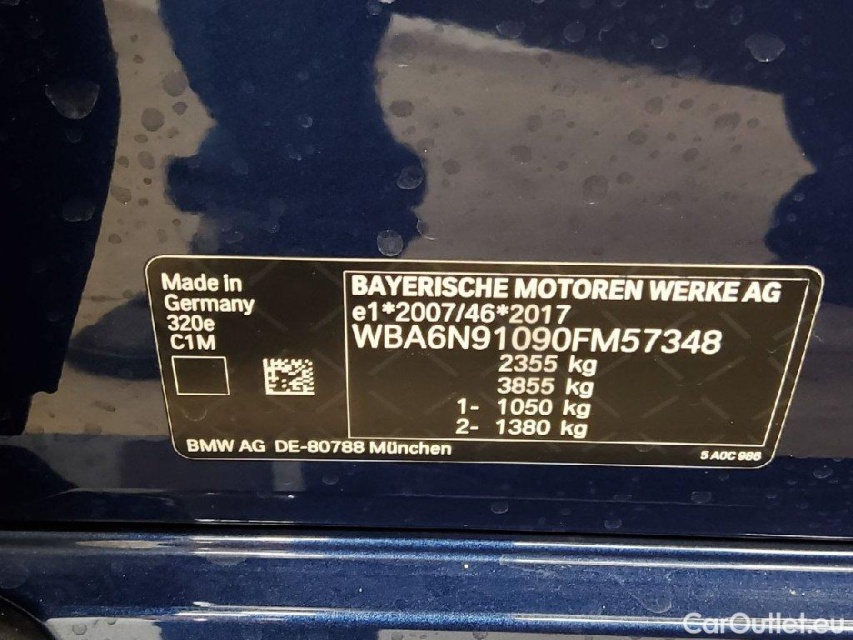 Made in
Germany
320e
C1M
BAYERISCHE MOTOREN WERKE AG
e1*2007/46*2017
WBA6N91090FM57348
2355 kg
3855 kg
1- 1050 kg
2- 1380 kg
BMW AG DE-80788 München
5 A0C 986
CarOutlet.eu